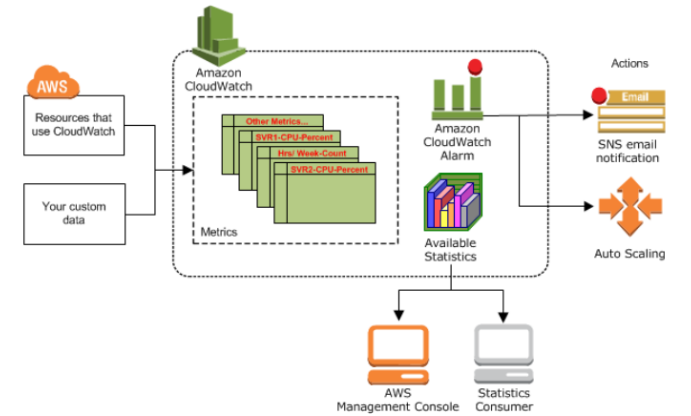 Amazon
CloudWatch
Actions
AWS
Resources that
use CloudWatch
Your custom
data
Other Metrics...
SVR1-CPU-Percent
Hrs/ Week-Count
SVR2-CPU-Percent
Metrics
Amazon
CloudWatch
Alarm
Available
Statistics
Email
SNS email
notification
Auto Scaling
AWS
Management Console
Statistics
Consumer